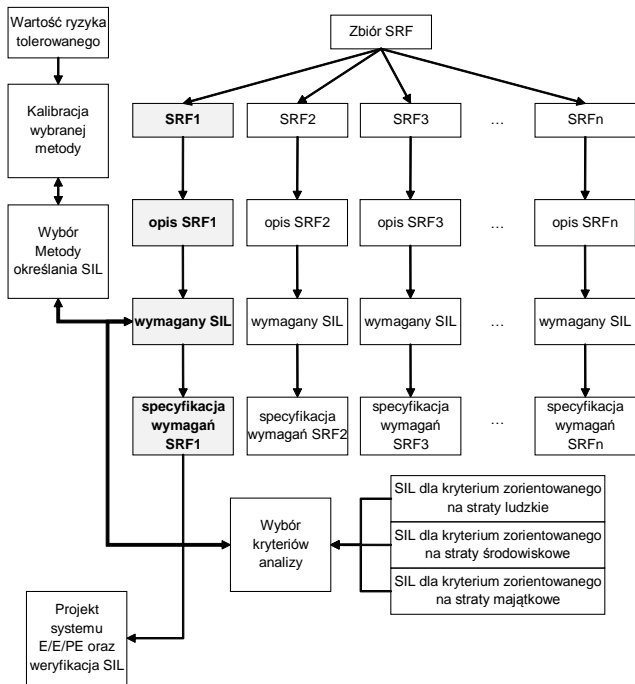 Wartość ryzyka
tolerowanego
Zbiór SRF
Kalibracja
wybranej
metody
SRF1
SRF2
SRF3
...
SRFn
Wybór
Metody
określania SIL
opis SRF1
opis SRF2
opis SRF3
...
opis SRFn
wymagany SIL
wymagany SIL
wymagany SIL
...
wymagany SIL
specyfikacja
wymagań
SRF1
specyfikacja
wymagań SRF2
specyfikacja
wymagań
SRF3
...
specyfikacja
wymagań
SRFn
Wybór
kryteriów
analizy
SIL dla kryterium zorientowanego
na straty ludzkie
SIL dla kryterium zorientowanego
na straty środowiskowe
SIL dla kryterium zorientowanego
na straty majątkowe
Projekt
systemu
E/E/PE oraz
weryfikacja SIL